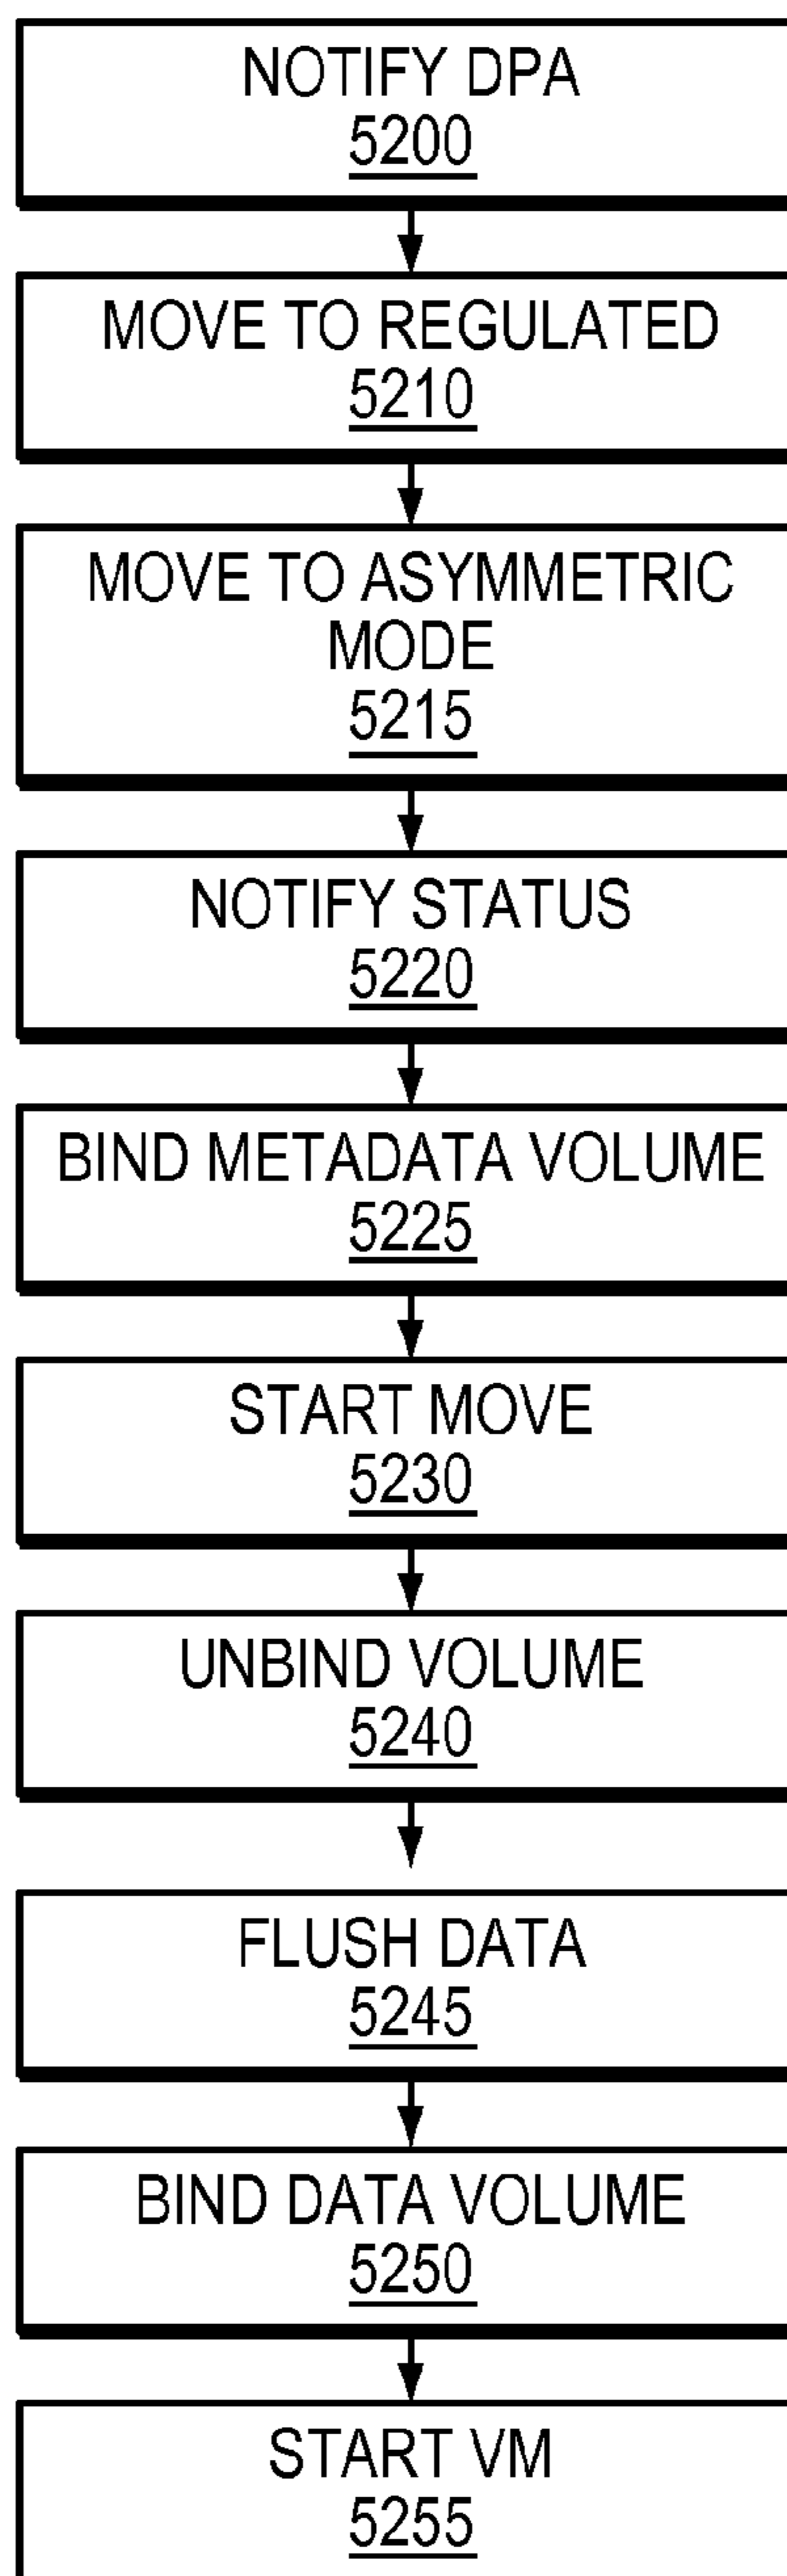 NOTIFY DPA
5200
MOVE TO REGULATED
5210
MOVE TO ASYMMETRIC
MODE
5215
NOTIFY STATUS
5220
BIND METADATA VOLUME
5225
START MOVE
5230
UNBIND VOLUME
5240
FLUSH DATA
5245
BIND DATA VOLUME
5250
START VM
5255